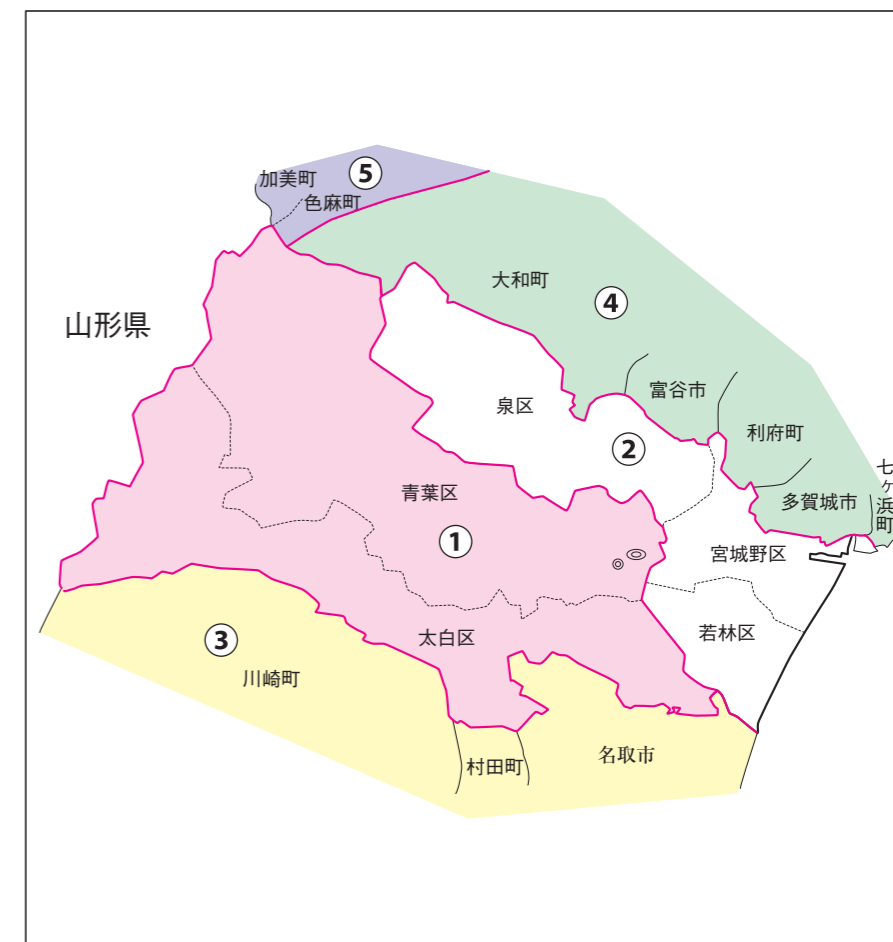 ⑤
加美町
色麻町
大和町
④
山形県
富谷市
泉区
利府町
②
七ヶ浜町
青葉区
多賀城市
①
宮城野区
③
太白区
若林区
川崎町
村田町
名取市